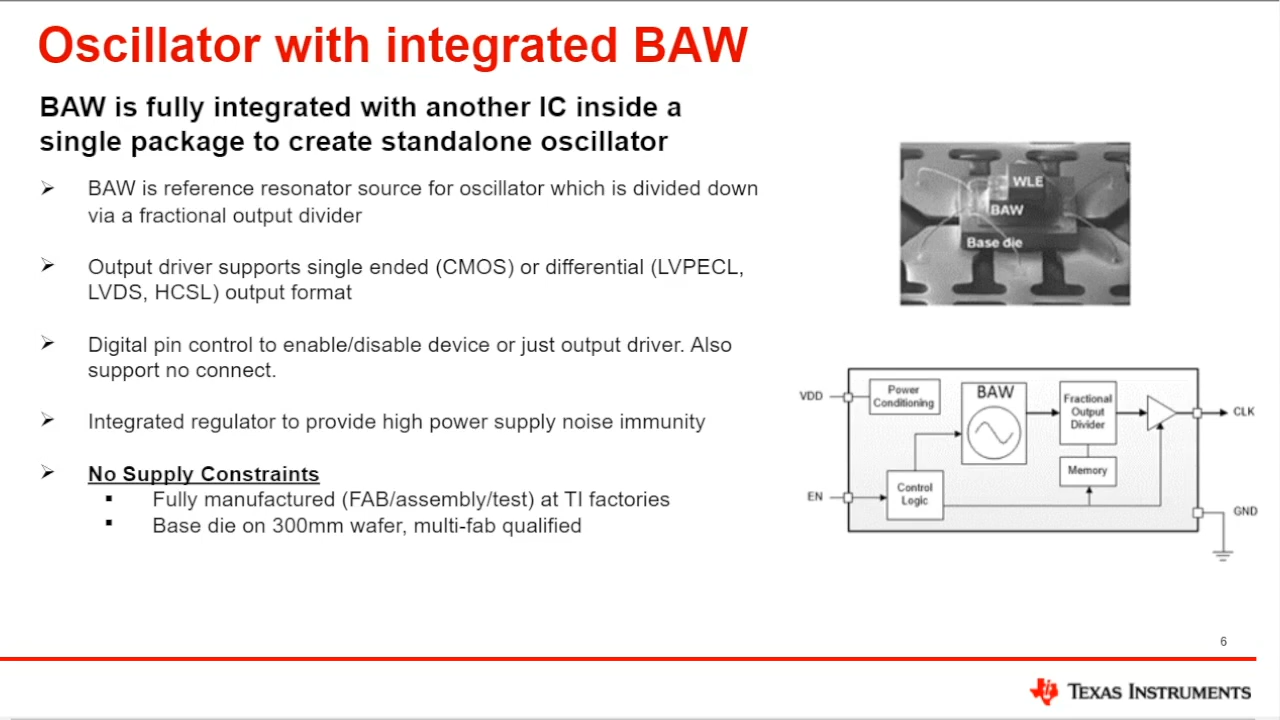 Oscillator with integrated BAW
BAW is fully integrated with another IC inside a
single package to create standalone oscillator
BAW is reference resonator source for oscillator which is divided down
via a fractional output divider
Output driver supports single ended (CMOS) or differential (LVPECL,
LVDS, HCSL) output format
Digital pin control to enable/disable device or just output driver. Also
support no connect.
Integrated regulator to provide high power supply noise immunity
No Supply Constraints
Fully manufactured (FAB/assembly/test) at TI factories
Base die on 300mm wafer, multi-fab qualified
WLE
BAW
Base die
VDD
Power
Conditioning
BAW
Fractional
Output
Divider
CLK
Memory
EN
Control
Logic
GND
6
TEXAS INSTRUMENTS